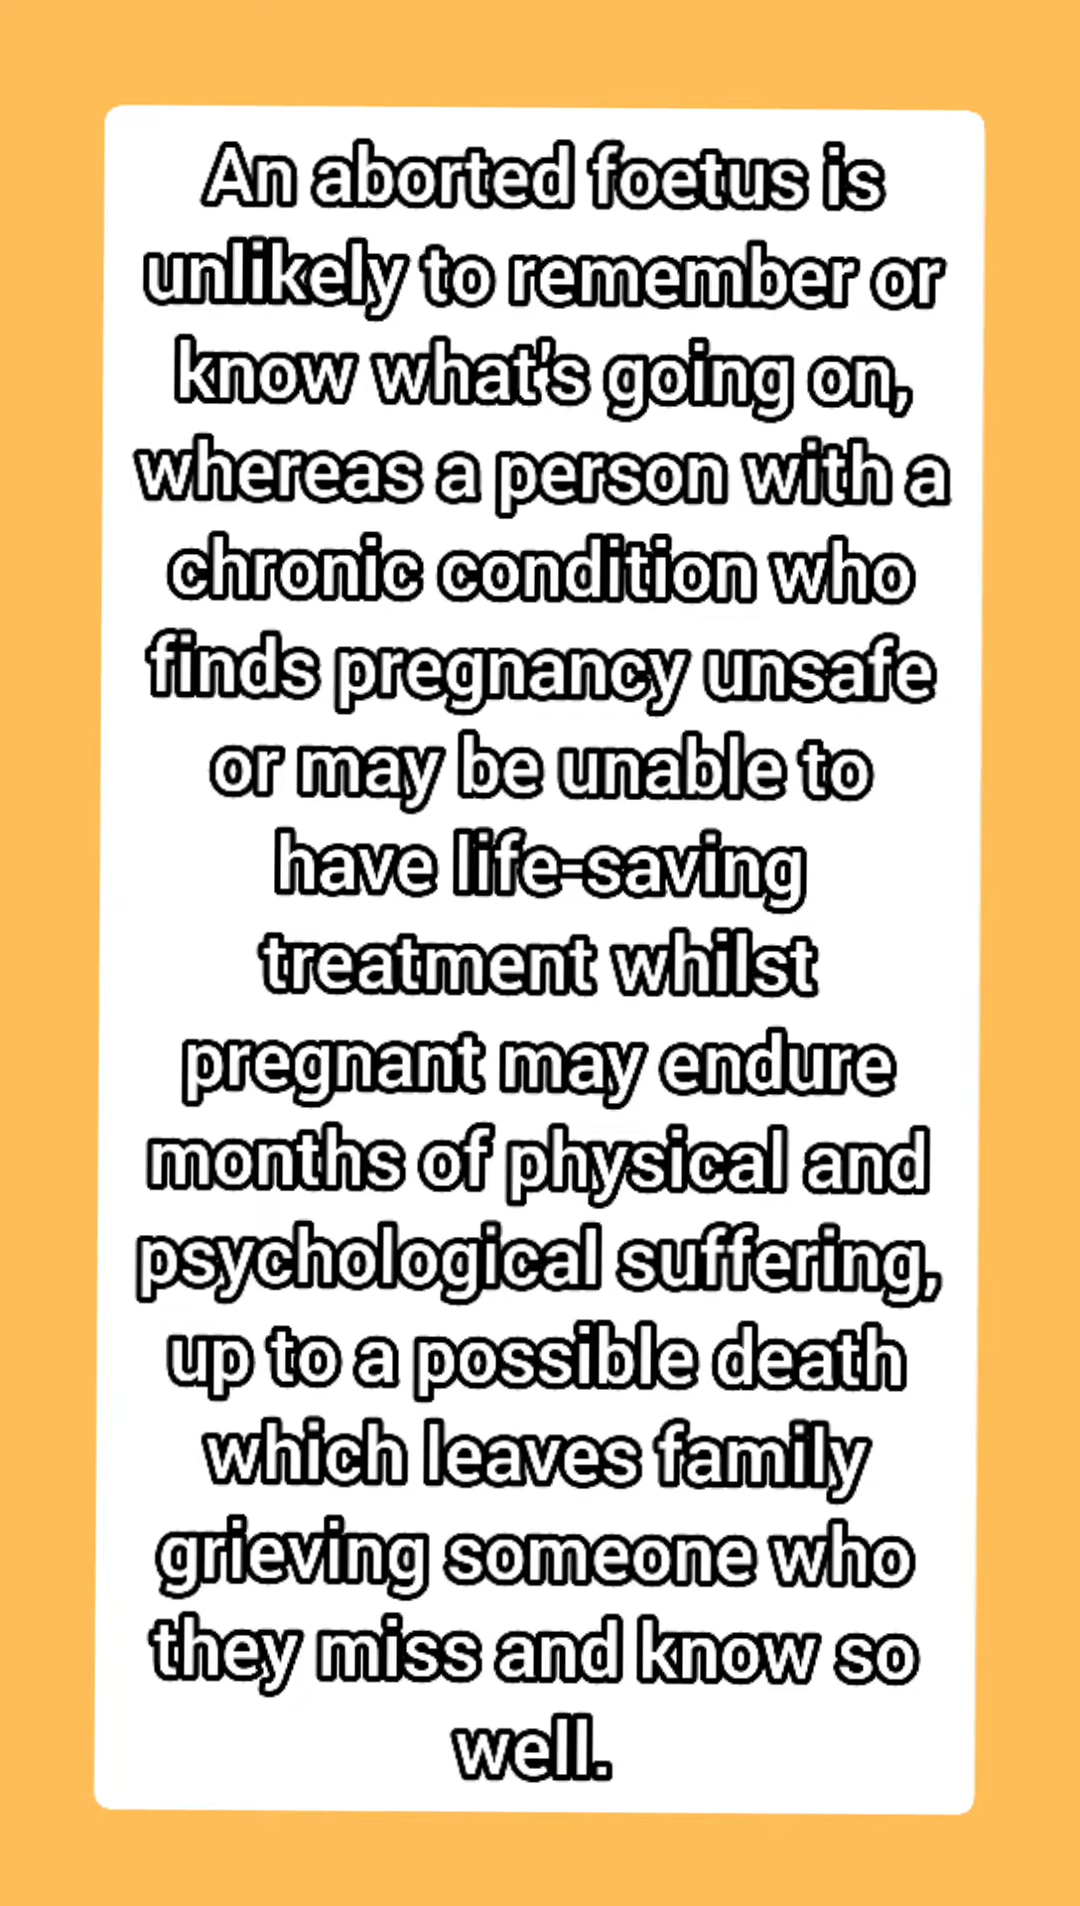 An aborted foetus is
unlikely to remember or
know what's going on,
whereas a person with a
chronic condition who
finds pregnancy unsafe
or may be unable to
have life-saving
treatment whilst
pregnant may endure
months of physical and
psychological suffering,
up to a possible death
which leaves family
grieving someone who
they miss and know so
well.